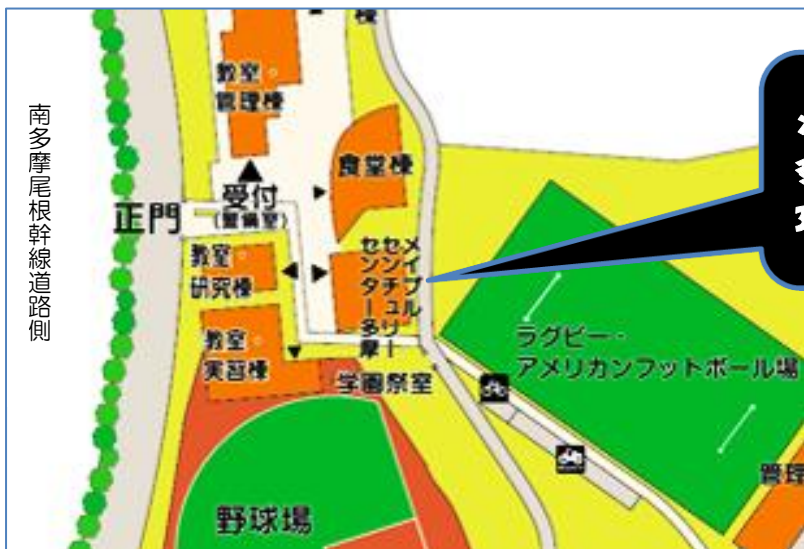 南多摩尾根幹線道路側
教室・
管理棟
食堂棟
受付
(警備室)
正門
教室・
研究棟
メイプル
センチュリー
センター多摩
教室・
実習棟
学園祭室
ラグビー・
アメリカンフットボール場
野球場
管理